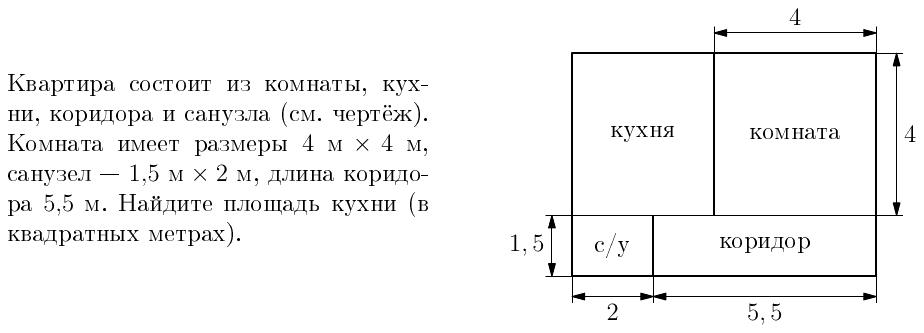 Квартира состоит из комнаты, кух-
ни, коридора и санузла (см. чертёж).
Комната имеет размеры 4 м × 4 м,
санузел — 1,5 м × 2 м, длина коридо-
ра 5,5 м. Найдите площадь кухни (в
квадратных метрах).
4
кухня
комната
4
1,5
с/у
коридор
2
5,5